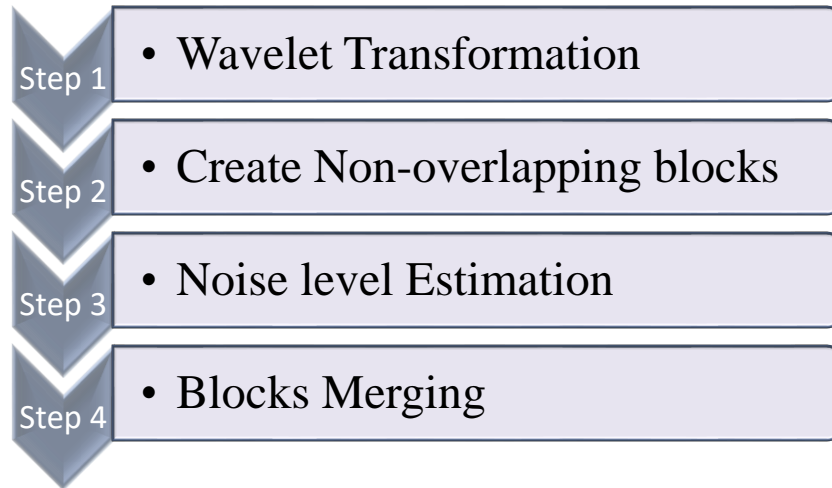 Step 1
• Wavelet Transformation
Step 2
• Create Non-overlapping blocks
Step 3
• Noise level Estimation
Step 4
• Blocks Merging